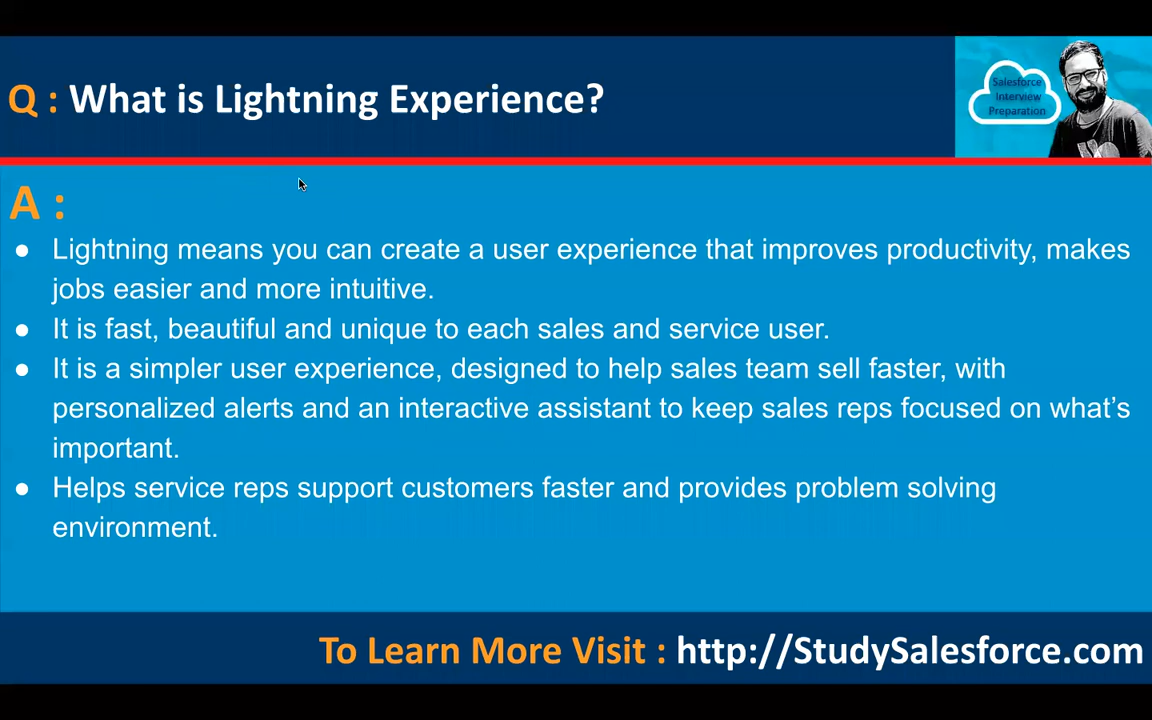 Q : What is Lightning Experience?
Salesforce
Interview
Preparation
A :
● Lightning means you can create a user experience that improves productivity, makes
jobs easier and more intuitive.
● It is fast, beautiful and unique to each sales and service user.
● It is a simpler user experience, designed to help sales team sell faster, with
personalized alerts and an interactive assistant to keep sales reps focused on what’s
important.
● Helps service reps support customers faster and provides problem solving
environment.
To Learn More Visit : http://StudySalesforce.com